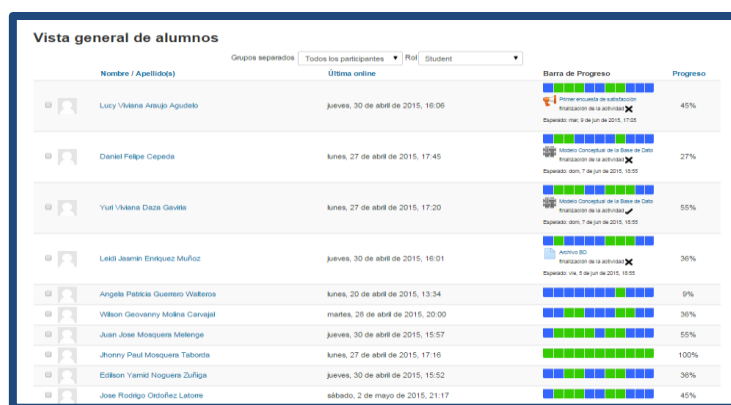 Vista general de alumnos
Grupos separados Todos los participantes Rol Student
Nombre / Apellido(s) Última online Barra de Progreso Progreso
Lucy Viviana Araujo Agudelo jueves, 30 de abril de 2015, 16:06 45%
Primer encuesta de satisfacción
finalización de la actividad
Esperado: mar, 9 de jun de 2015, 17:05
Daniel Felipe Cepeda lunes, 27 de abril de 2015, 17:45 27%
Modelo Conceptual de la Base de Dato
finalización de la actividad
Esperado: dom, 7 de jun de 2015, 18:55
Yuri Viviana Daza Gaviria lunes, 27 de abril de 2015, 17:20 55%
Modelo Conceptual de la Base de Dato
finalización de la actividad
Esperado: dom, 7 de jun de 2015, 18:55
Leidi Jasmin Enriquez Muñoz jueves, 30 de abril de 2015, 16:01 36%
Archivo BD
finalización de la actividad
Esperado: vie, 5 de jun de 2015, 18:55
Angela Patricia Guerrero Walteros lunes, 20 de abril de 2015, 13:34 9%
Wilson Geovanny Molina Carvajal martes, 28 de abril de 2015, 20:00 36%
Juan Jose Mosquera Melenge jueves, 30 de abril de 2015, 15:57 55%
Jhonny Paul Mosquera Taborda lunes, 27 de abril de 2015, 17:16 100%
Edilson Yamid Noguera Zuñiga jueves, 30 de abril de 2015, 15:52 36%
Jose Rodrigo Ordoñez Latorre sábado, 2 de mayo de 2015, 21:17 45%